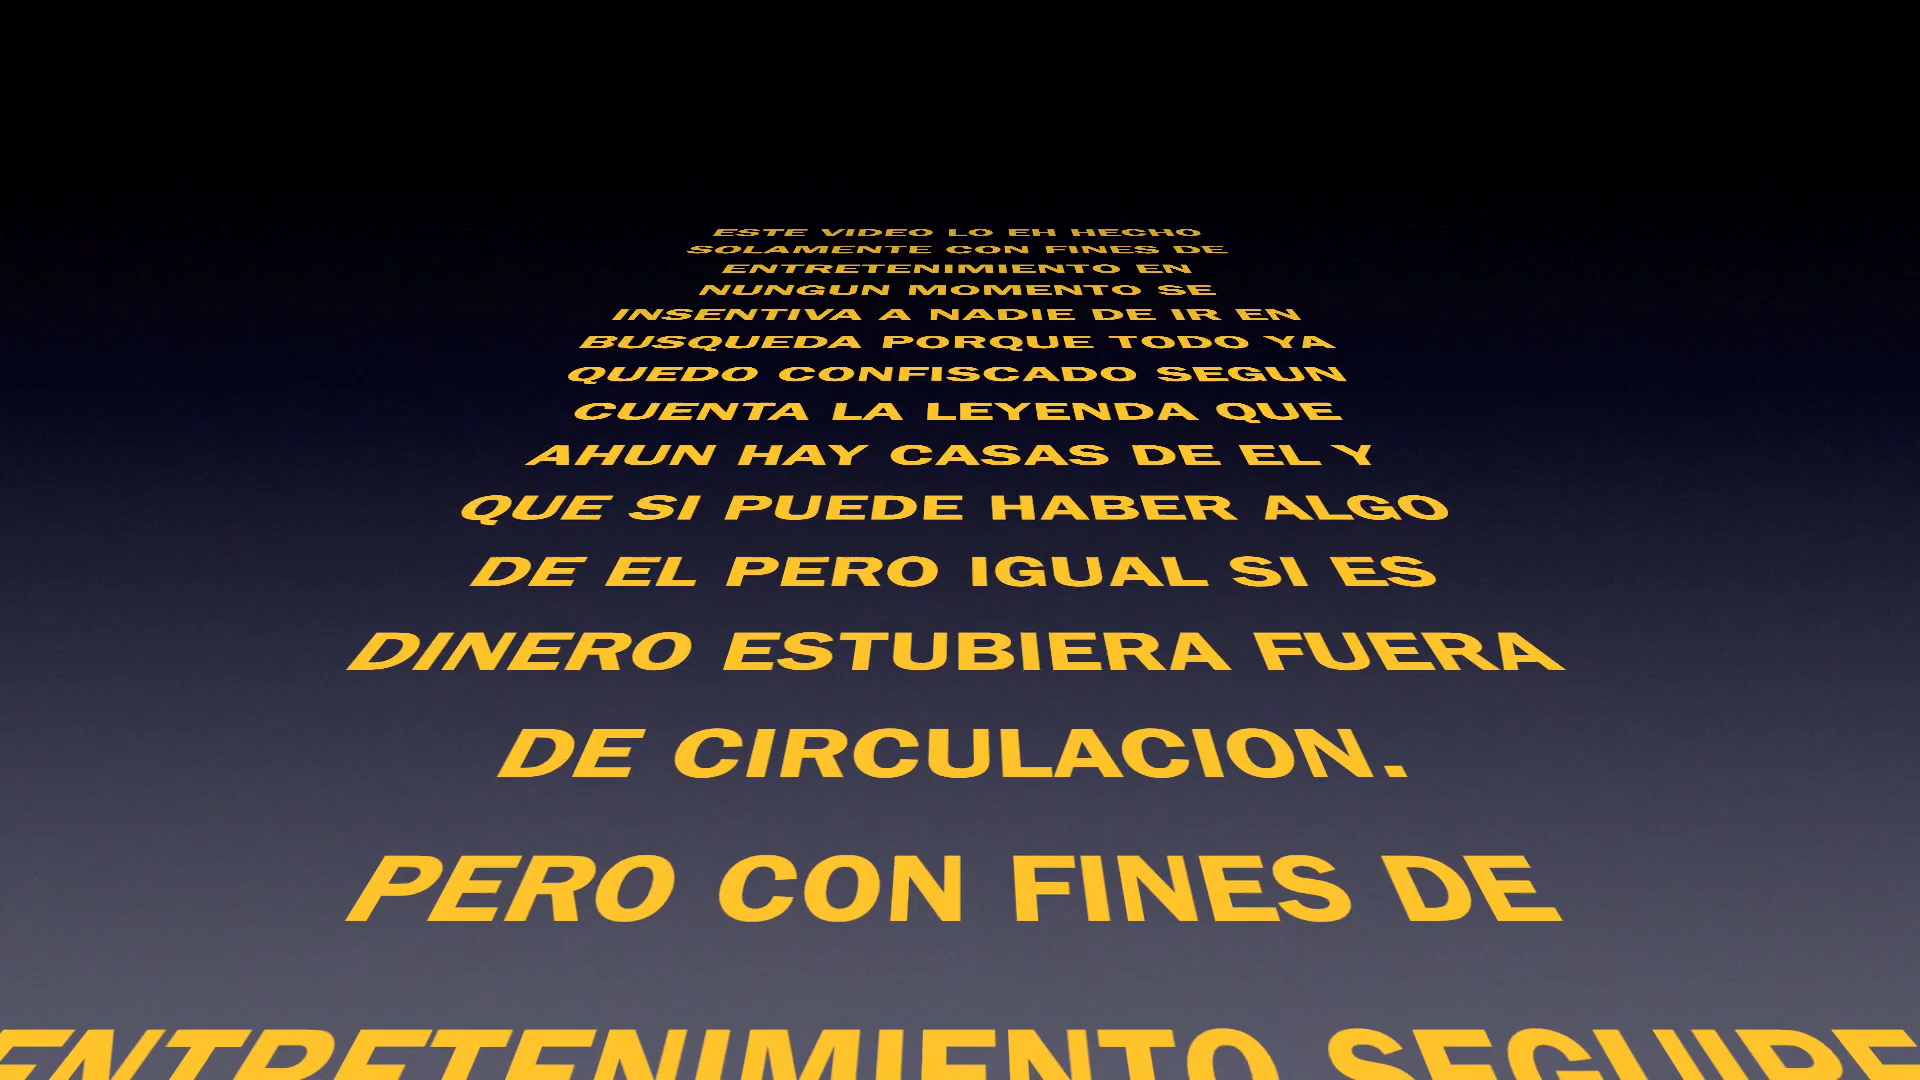 ESTE VIDEO LO EH HECHO
SOLAMENTE CON FINES DE
ENTRETENIMIENTO EN
NUNGUN MOMENTO SE
INSENTIVA A NADIE DE IR EN
BUSQUEDA PORQUE TODO YA
QUEDO CONFISCADO SEGUN
CUENTA LA LEYENDA QUE
AHUN HAY CASAS DE EL Y
QUE SI PUEDE HABER ALGO
DE EL PERO IGUAL SI ES
DINERO ESTUBIERA FUERA
DE CIRCULACION.
PERO CON FINES DE
ENTRETENIMIENTO